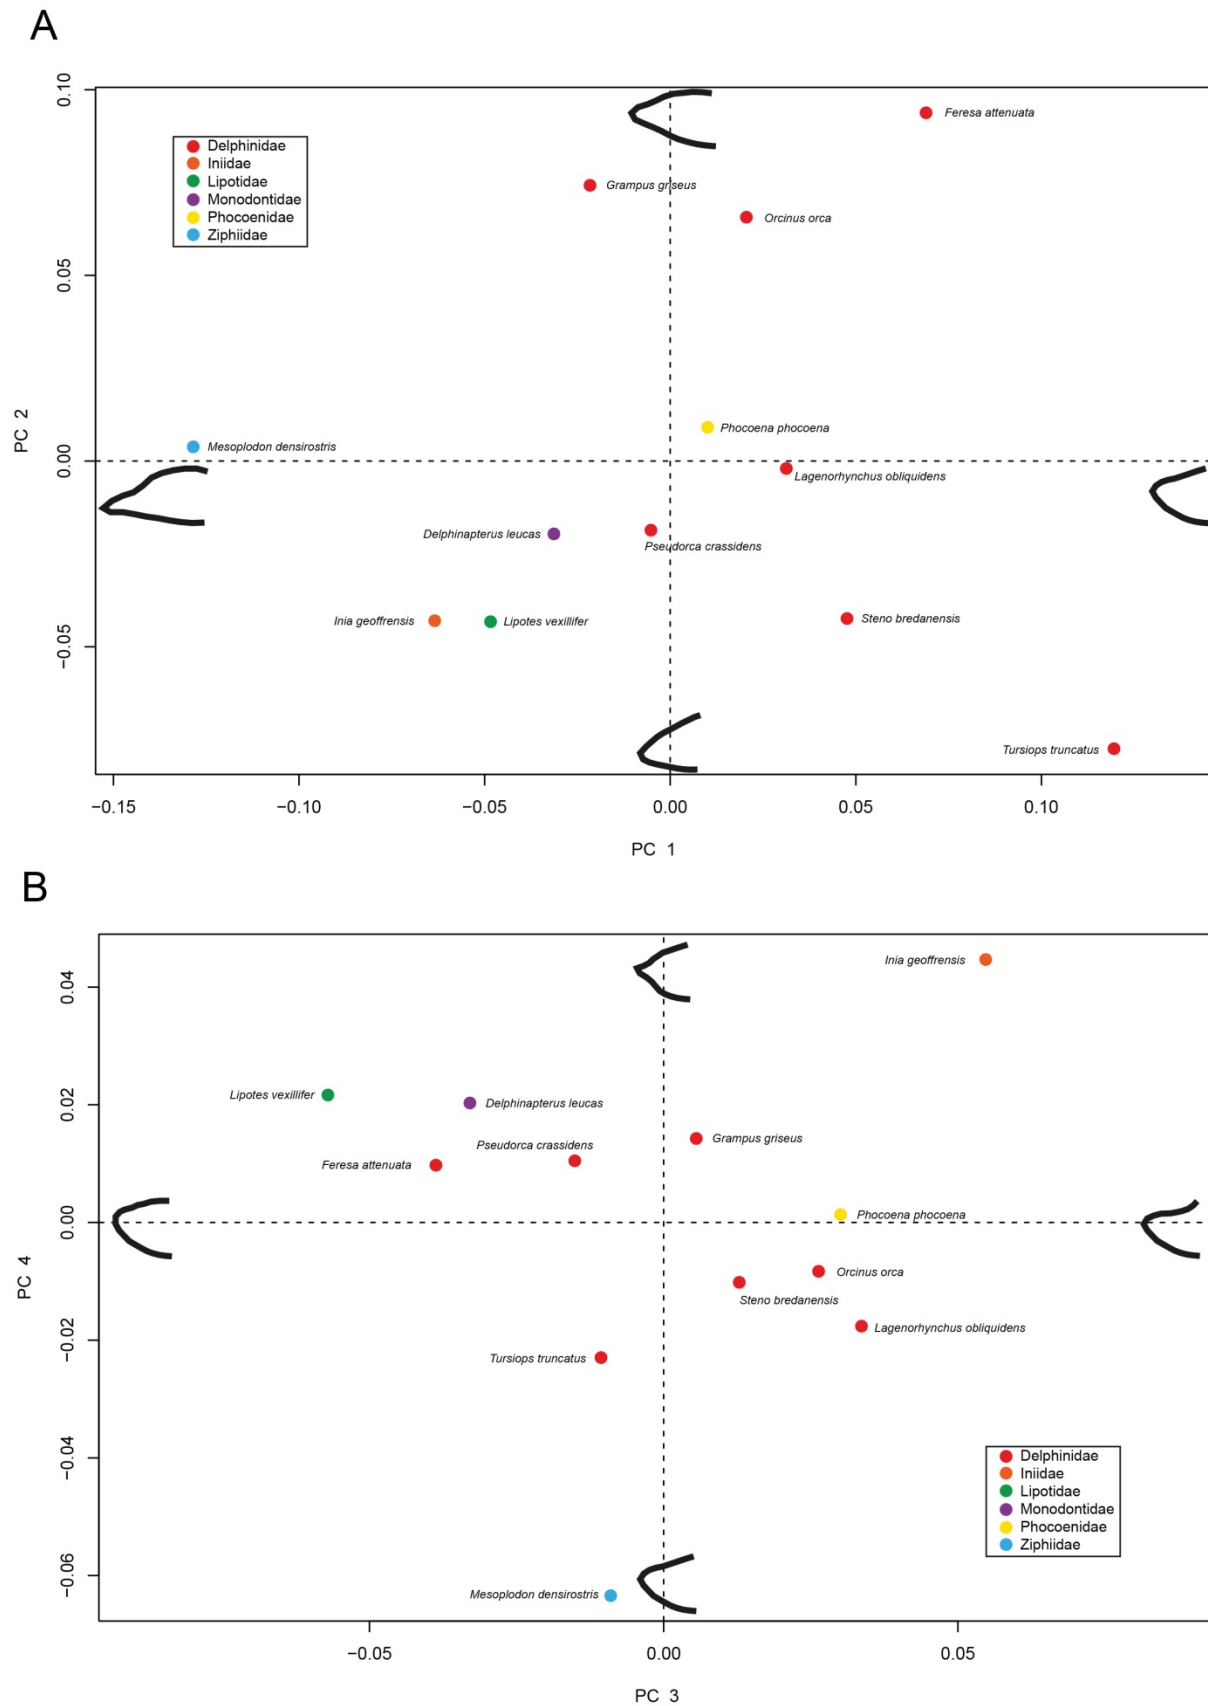 A
0.10
0.05
0.00
−0.05
PC 2
Delphinidae
Iniidae
Lipotidae
Monodontidae
Phocoenidae
Ziphiidae
Feresa attenuata
Grampus griseus
Orcinus orca
Phocoena phocoena
Mesoplodon densirostris
Lagenorhynchus obliquidens
Delphinapterus leucas
Pseudorca crassidens
Inia geoffrensis
Lipotes vexillifer
Steno bredanensis
Tursiops truncatus
−0.15
−0.10
−0.05
0.00
0.05
0.10
PC 1
B
0.04
0.02
0.00
−0.02
−0.04
−0.06
PC 4
Inia geoffrensis
Lipotes vexillifer
Delphinapterus leucas
Pseudorca crassidens
Grampus griseus
Feresa attenuata
Phocoena phocoena
Orcinus orca
Steno bredanensis
Lagenorhynchus obliquidens
Tursiops truncatus
Delphinidae
Iniidae
Lipotidae
Monodontidae
Phocoenidae
Ziphiidae
Mesoplodon densirostris
−0.05
0.00
0.05
PC 3